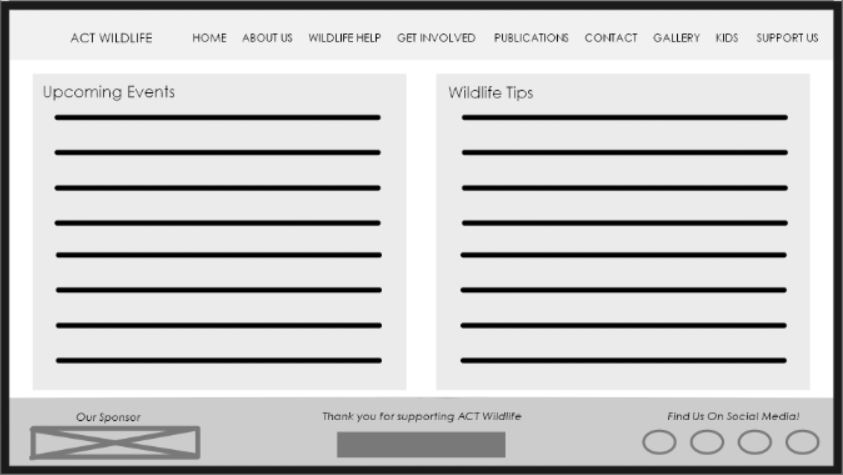 ACT WILDLIFE HOME ABOUT US WILDLIFE HELP GET INVOLVED PUBLICATIONS CONTACT GALLERY KIDS SUPPORT US
Upcoming Events
Wildlife Tips
Our Sponsor
Thank you for supporting ACT Wildlife
Find Us On Social Media!